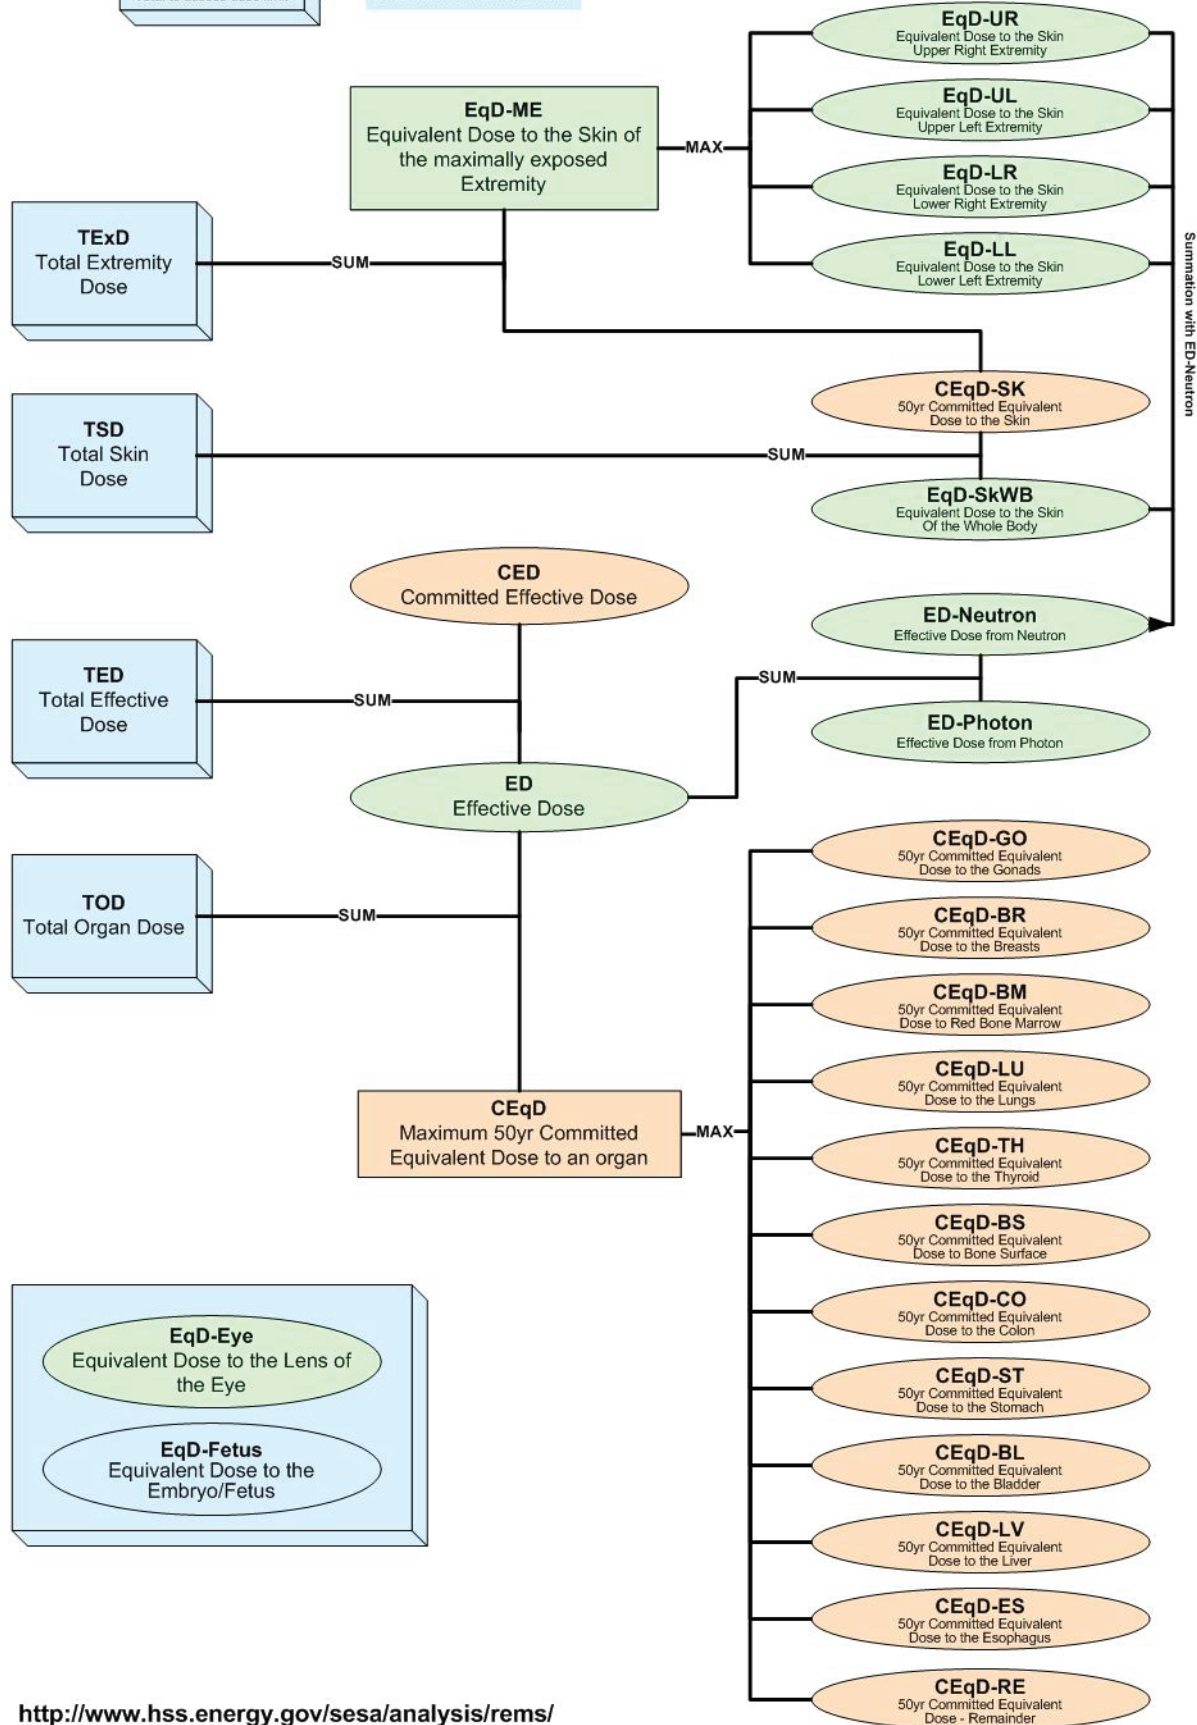 EqD-UR
Equivalent Dose to the Skin
Upper Right Extremity
EqD-ME
Equivalent Dose to the Skin of
the maximally exposed
Extremity
MAX
EqD-UL
Equivalent Dose to the Skin
Upper Left Extremity
EqD-LR
Equivalent Dose to the Skin
Lower Right Extremity
EqD-LL
Equivalent Dose to the Skin
Lower Left Extremity
Summation with ED-Neutron
TExD
Total Extremity
Dose
SUM
CEqD-SK
50yr Committed Equivalent
Dose to the Skin
TSD
Total Skin
Dose
SUM
EqD-SkWB
Equivalent Dose to the Skin
Of the Whole Body
CED
Committed Effective Dose
ED-Neutron
Effective Dose from Neutron
TED
Total Effective
Dose
SUM
SUM
ED-Photon
Effective Dose from Photon
ED
Effective Dose
TOD
Total Organ Dose
SUM
CEqD
Maximum 50yr Committed
Equivalent Dose to an organ
MAX
CEqD-GO
50yr Committed Equivalent
Dose to the Gonads
CEqD-BR
50yr Committed Equivalent
Dose to the Breasts
CEqD-BM
50yr Committed Equivalent
Dose to Red Bone Marrow
CEqD-LU
50yr Committed Equivalent
Dose to the Lungs
CEqD-TH
50yr Committed Equivalent
Dose to the Thyroid
CEqD-BS
50yr Committed Equivalent
Dose to Bone Surface
CEqD-CO
50yr Committed Equivalent
Dose to the Colon
CEqD-ST
50yr Committed Equivalent
Dose to the Stomach
CEqD-BL
50yr Committed Equivalent
Dose to the Bladder
CEqD-LV
50yr Committed Equivalent
Dose to the Liver
CEqD-ES
50yr Committed Equivalent
Dose to the Esophagus
CEqD-RE
50yr Committed Equivalent
Dose - Remainder
EqD-Eye
Equivalent Dose to the Lens of
the Eye
EqD-Fetus
Equivalent Dose to the
Embryo/Fetus
http://www.hss.energy.gov/sesa/analysis/rems/